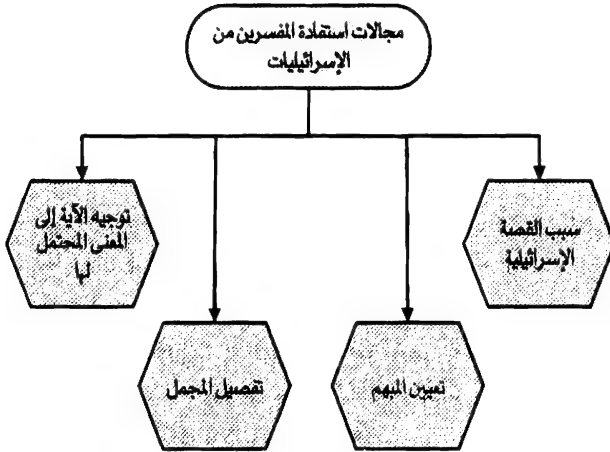 مجالات استفادة المفسرين من
الإسرائيليات
سبب القصة
الإسرائيلية
تعيين المبهم
تفصيل المجمل
توجيه الآية إلى
المعنى المحتمل
لها